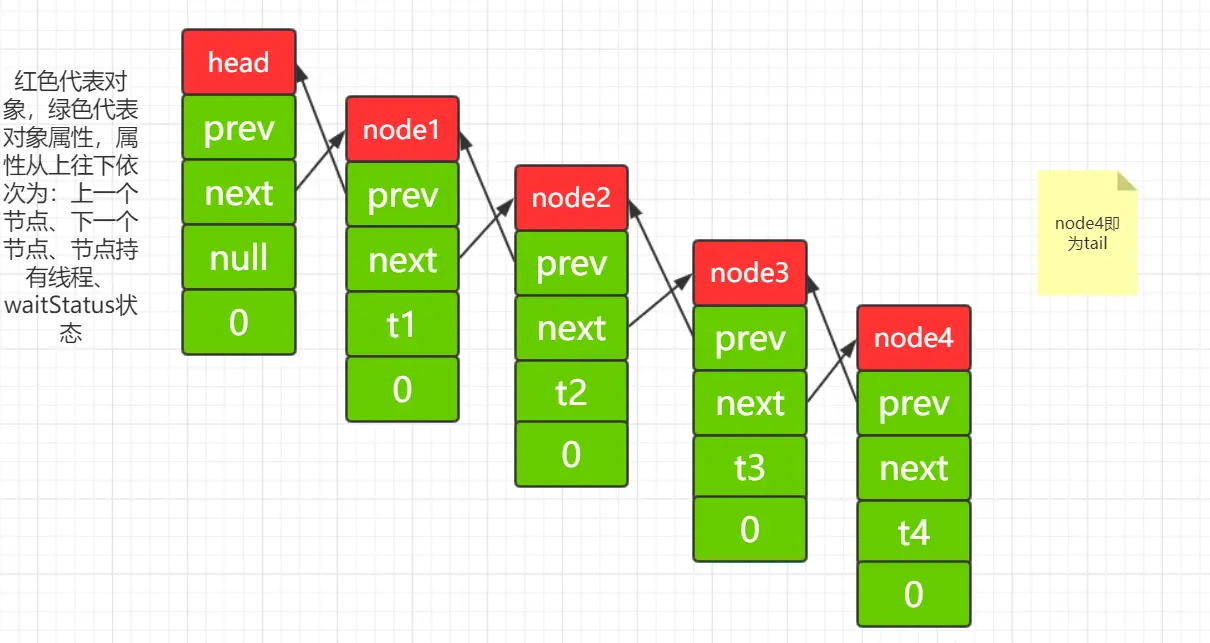 红色代表对
象，绿色代表
对象属性，属
性从上往下依
次为：上一个
节点、下一个
节点、节点持
有线程、
waitStatus状
态
head
prev
next
null
0
node1
prev
next
t1
0
node2
prev
next
t2
0
node3
prev
next
t3
0
node4
prev
next
t4
0
node4即
为tail